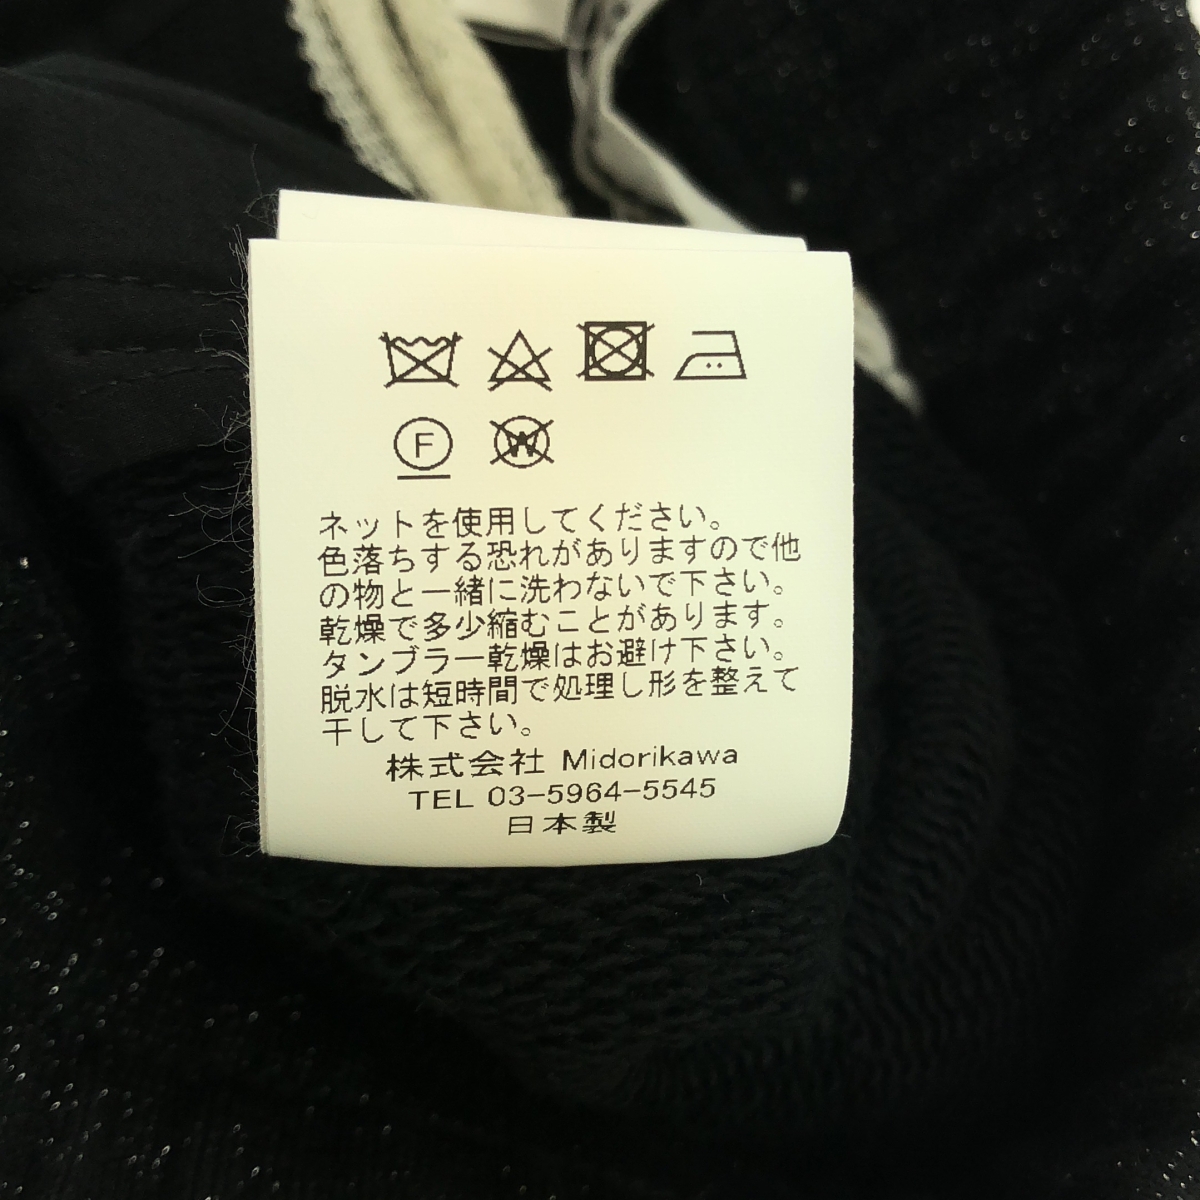 F W
ネットを使用してください。
色落ちする恐れがありますので他
の物と一緒に洗わないで下さい。
乾燥で多少縮むことがあります。
タンブラー乾燥はお避け下さい。
脱水は短時間で処理し形を整えて
干して下さい。
株式会社 Midorikawa
TEL 03-5964-5545
日本製